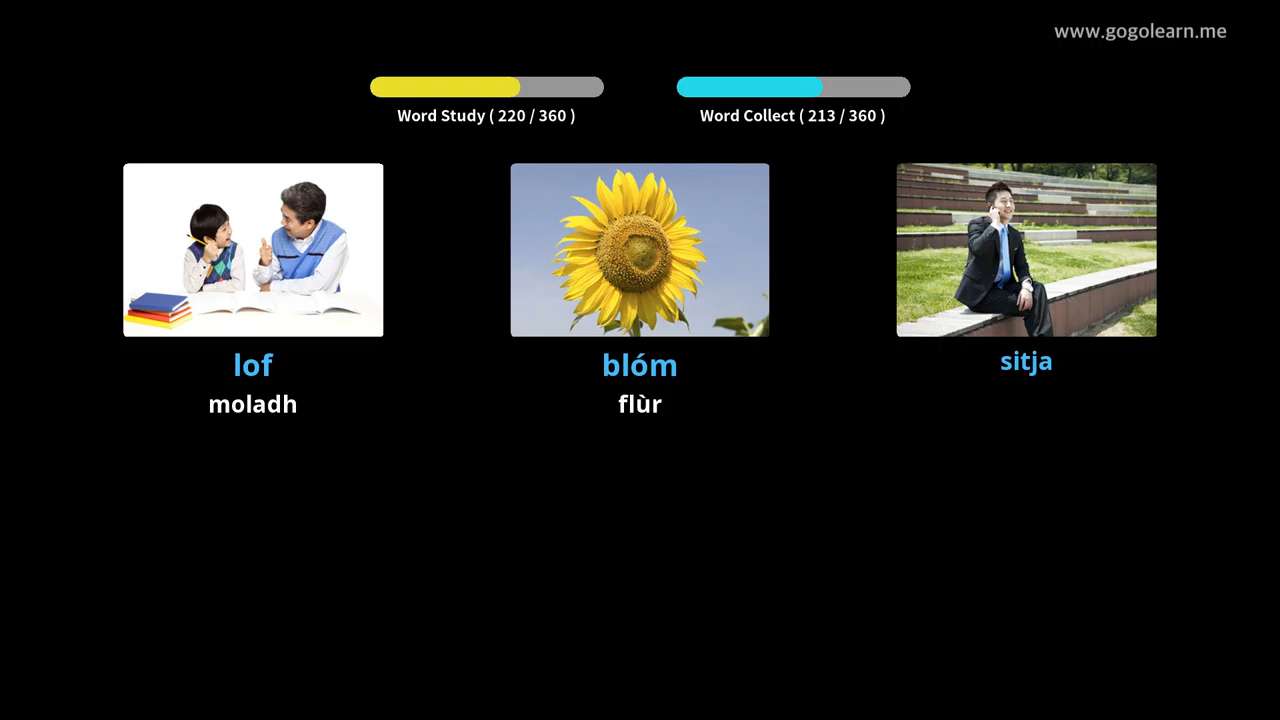 www.gogolearn.me
Word Study ( 220 / 360 )
Word Collect ( 213 / 360 )
lof
moladh
blóm
flùr
sitja